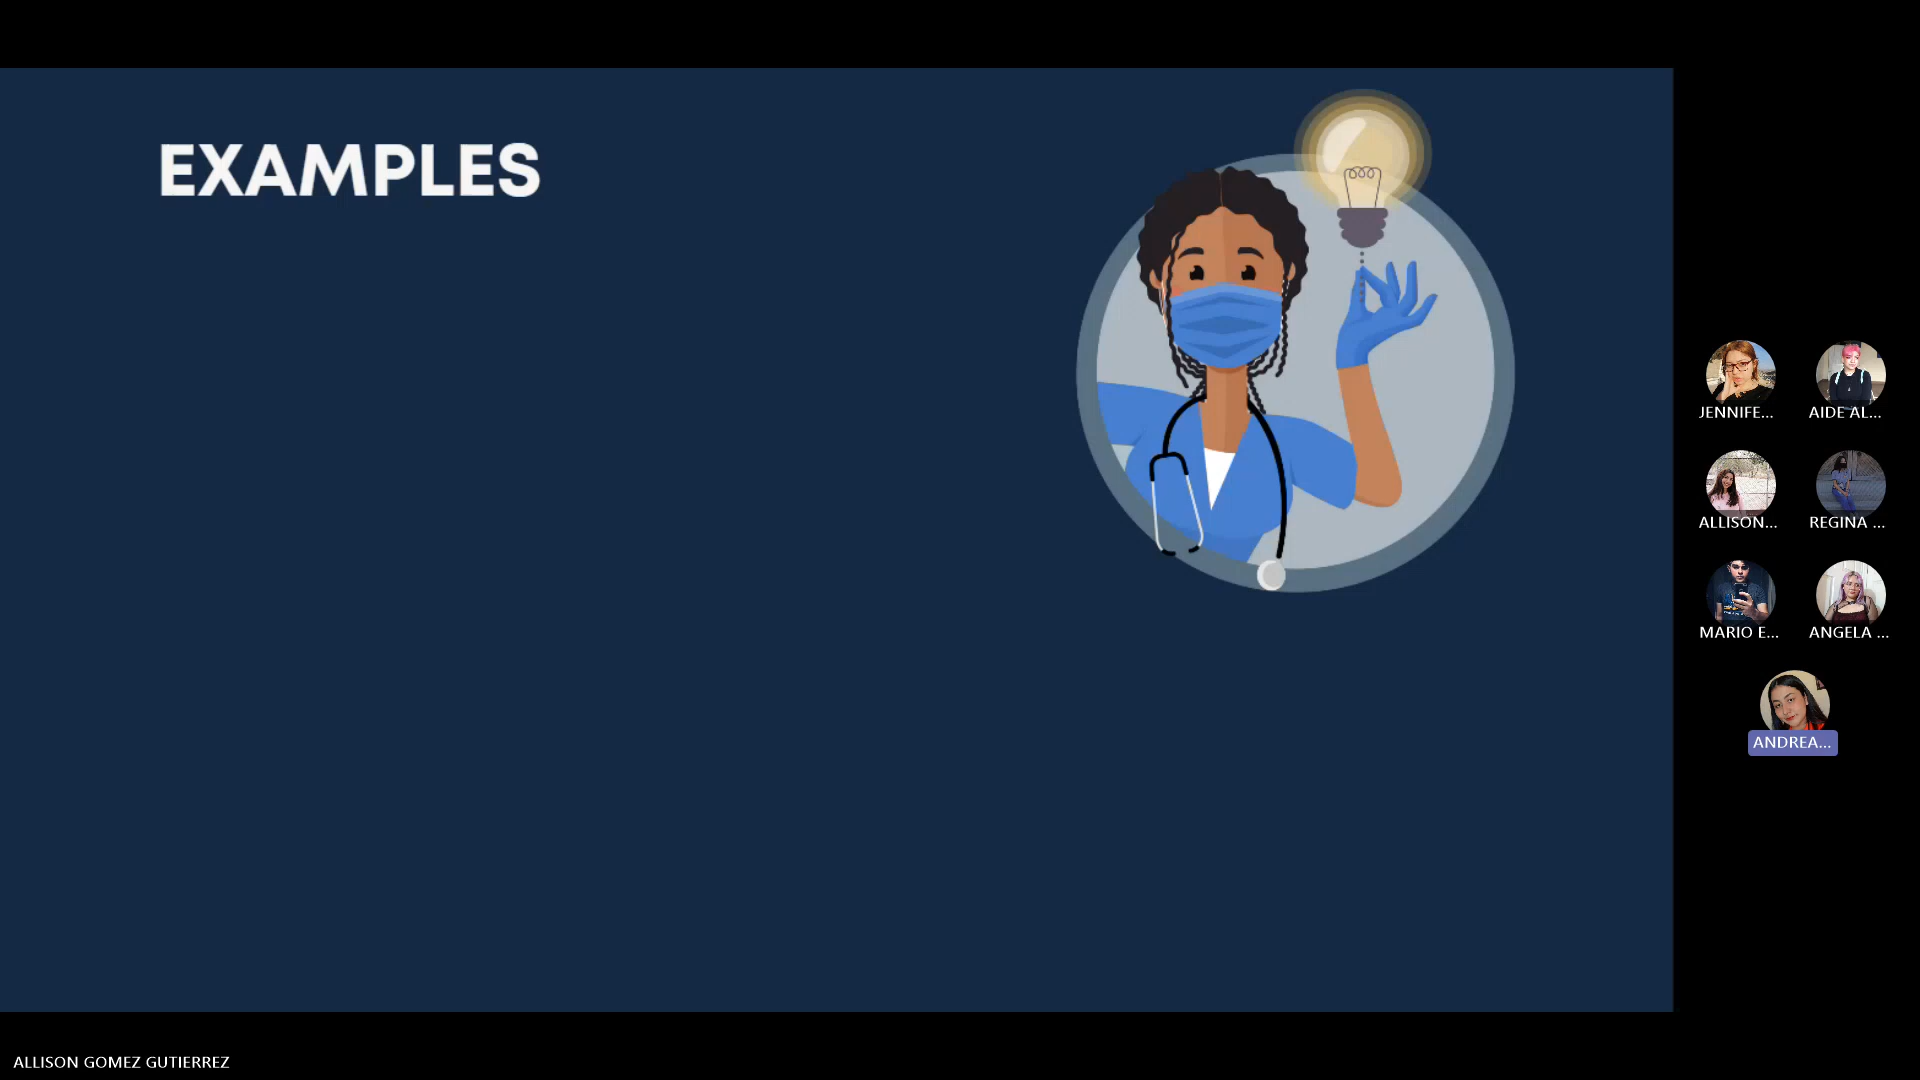 EXAMPLES
JENNIFE...
AIDE AL...
ALLISON...
REGINA ...
MARIO E...
ANGELA ...
ANDREA...
ALLISON GOMEZ GUTIERREZ